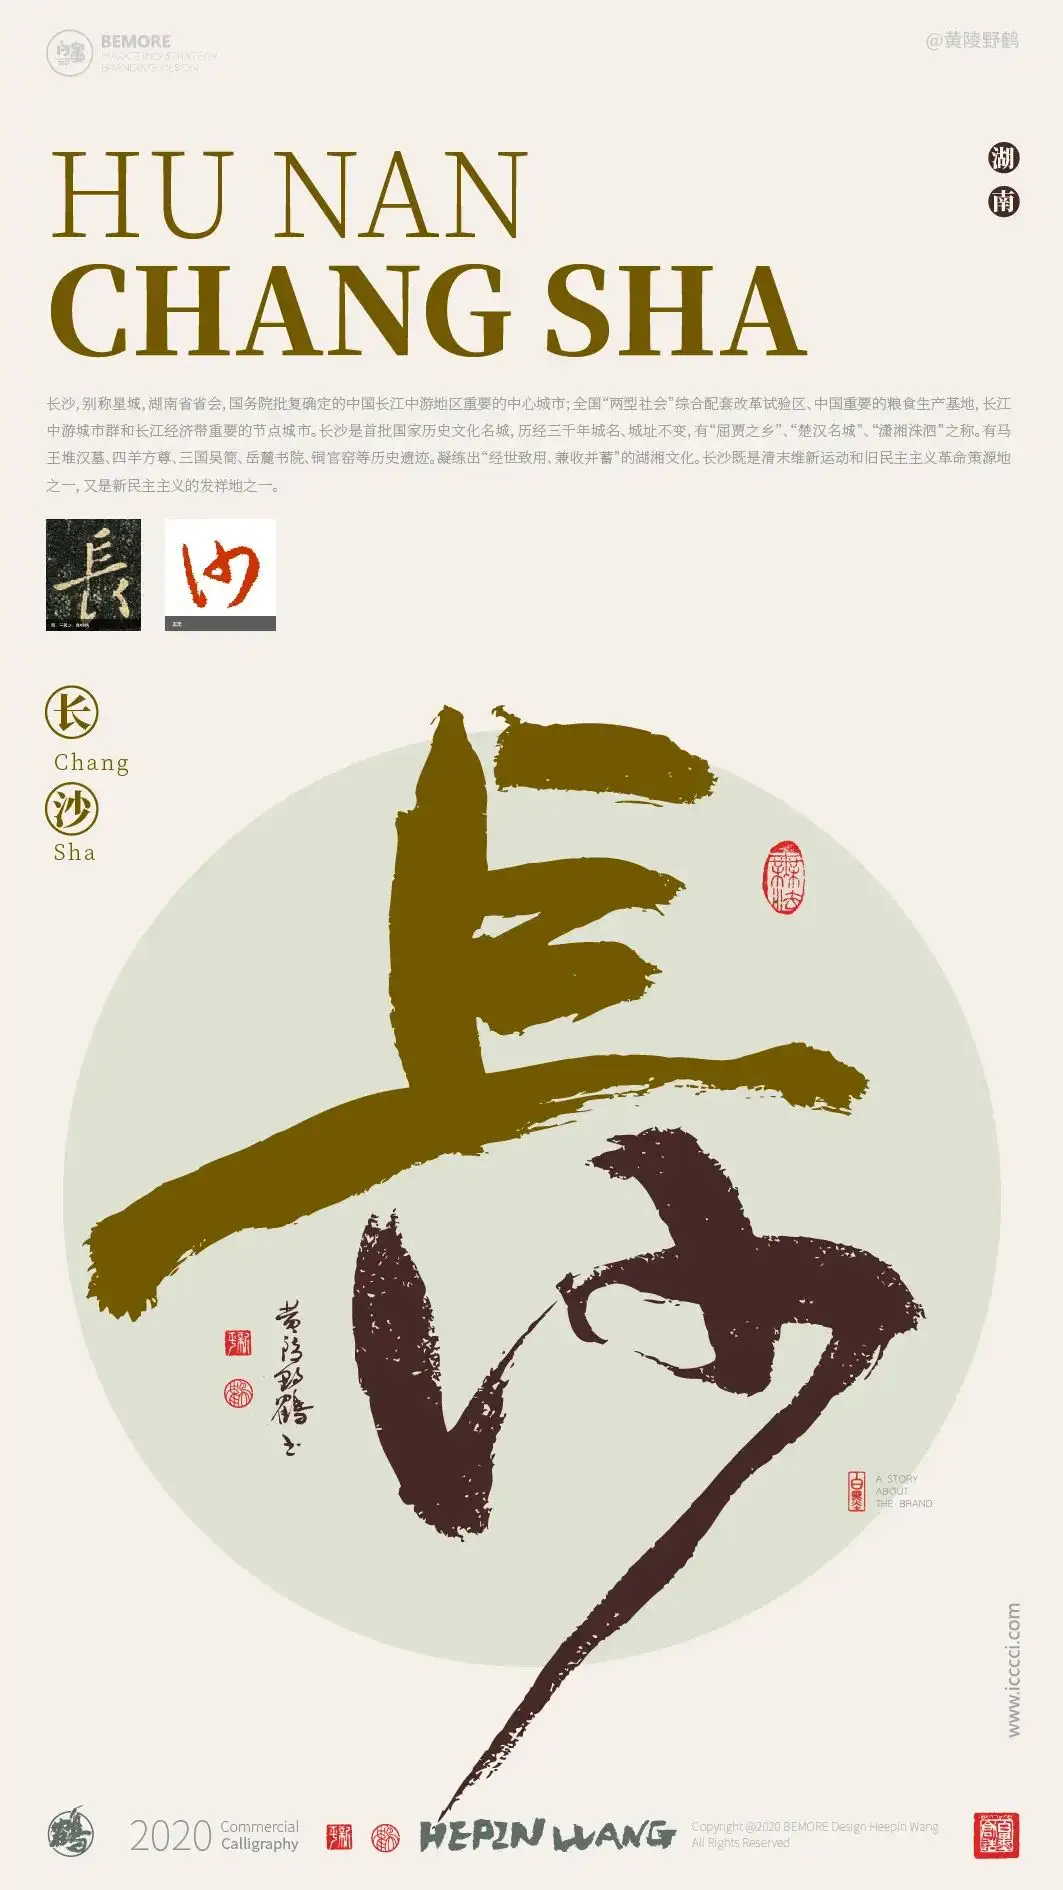 白墨
BEMORE
MARKETING STRATEGY
BRANDING DESIGN
@黄陵野鹤
HU NAN
湖
南
CHANG SHA
长沙,别称星城,湖南省省会,国务院批复确定的中国长江中游地区重要的中心城市;全国“两型社会”综合配套改革试验区、中国重要的粮食生产基地,长江
中游城市群和长江经济带重要的节点城市。长沙是首批国家历史文化名城,历经三千年城名、城址不变,有“屈贾之乡”、“楚汉名城”、“潇湘洙泗”之称。有马
王堆汉墓、四羊方尊、三国吴简、岳麓书院、铜官窑等历史遗迹。凝练出“经世致用、兼收并蓄”的湖湘文化。长沙既是清末维新运动和旧民主主义革命策源地
之一,又是新民主主义的发祥地之一。
長
沙
长
Chang
沙
Sha
長
沙
黄陵野鹤书
A STORY
ABOUT
THE BRAND
www.icccci.com
鶴
2020
Commercial
Calligraphy
HEPIN WANG
Copyright @2020 BEMORE Design Heepin Wang
All Rights Reserved